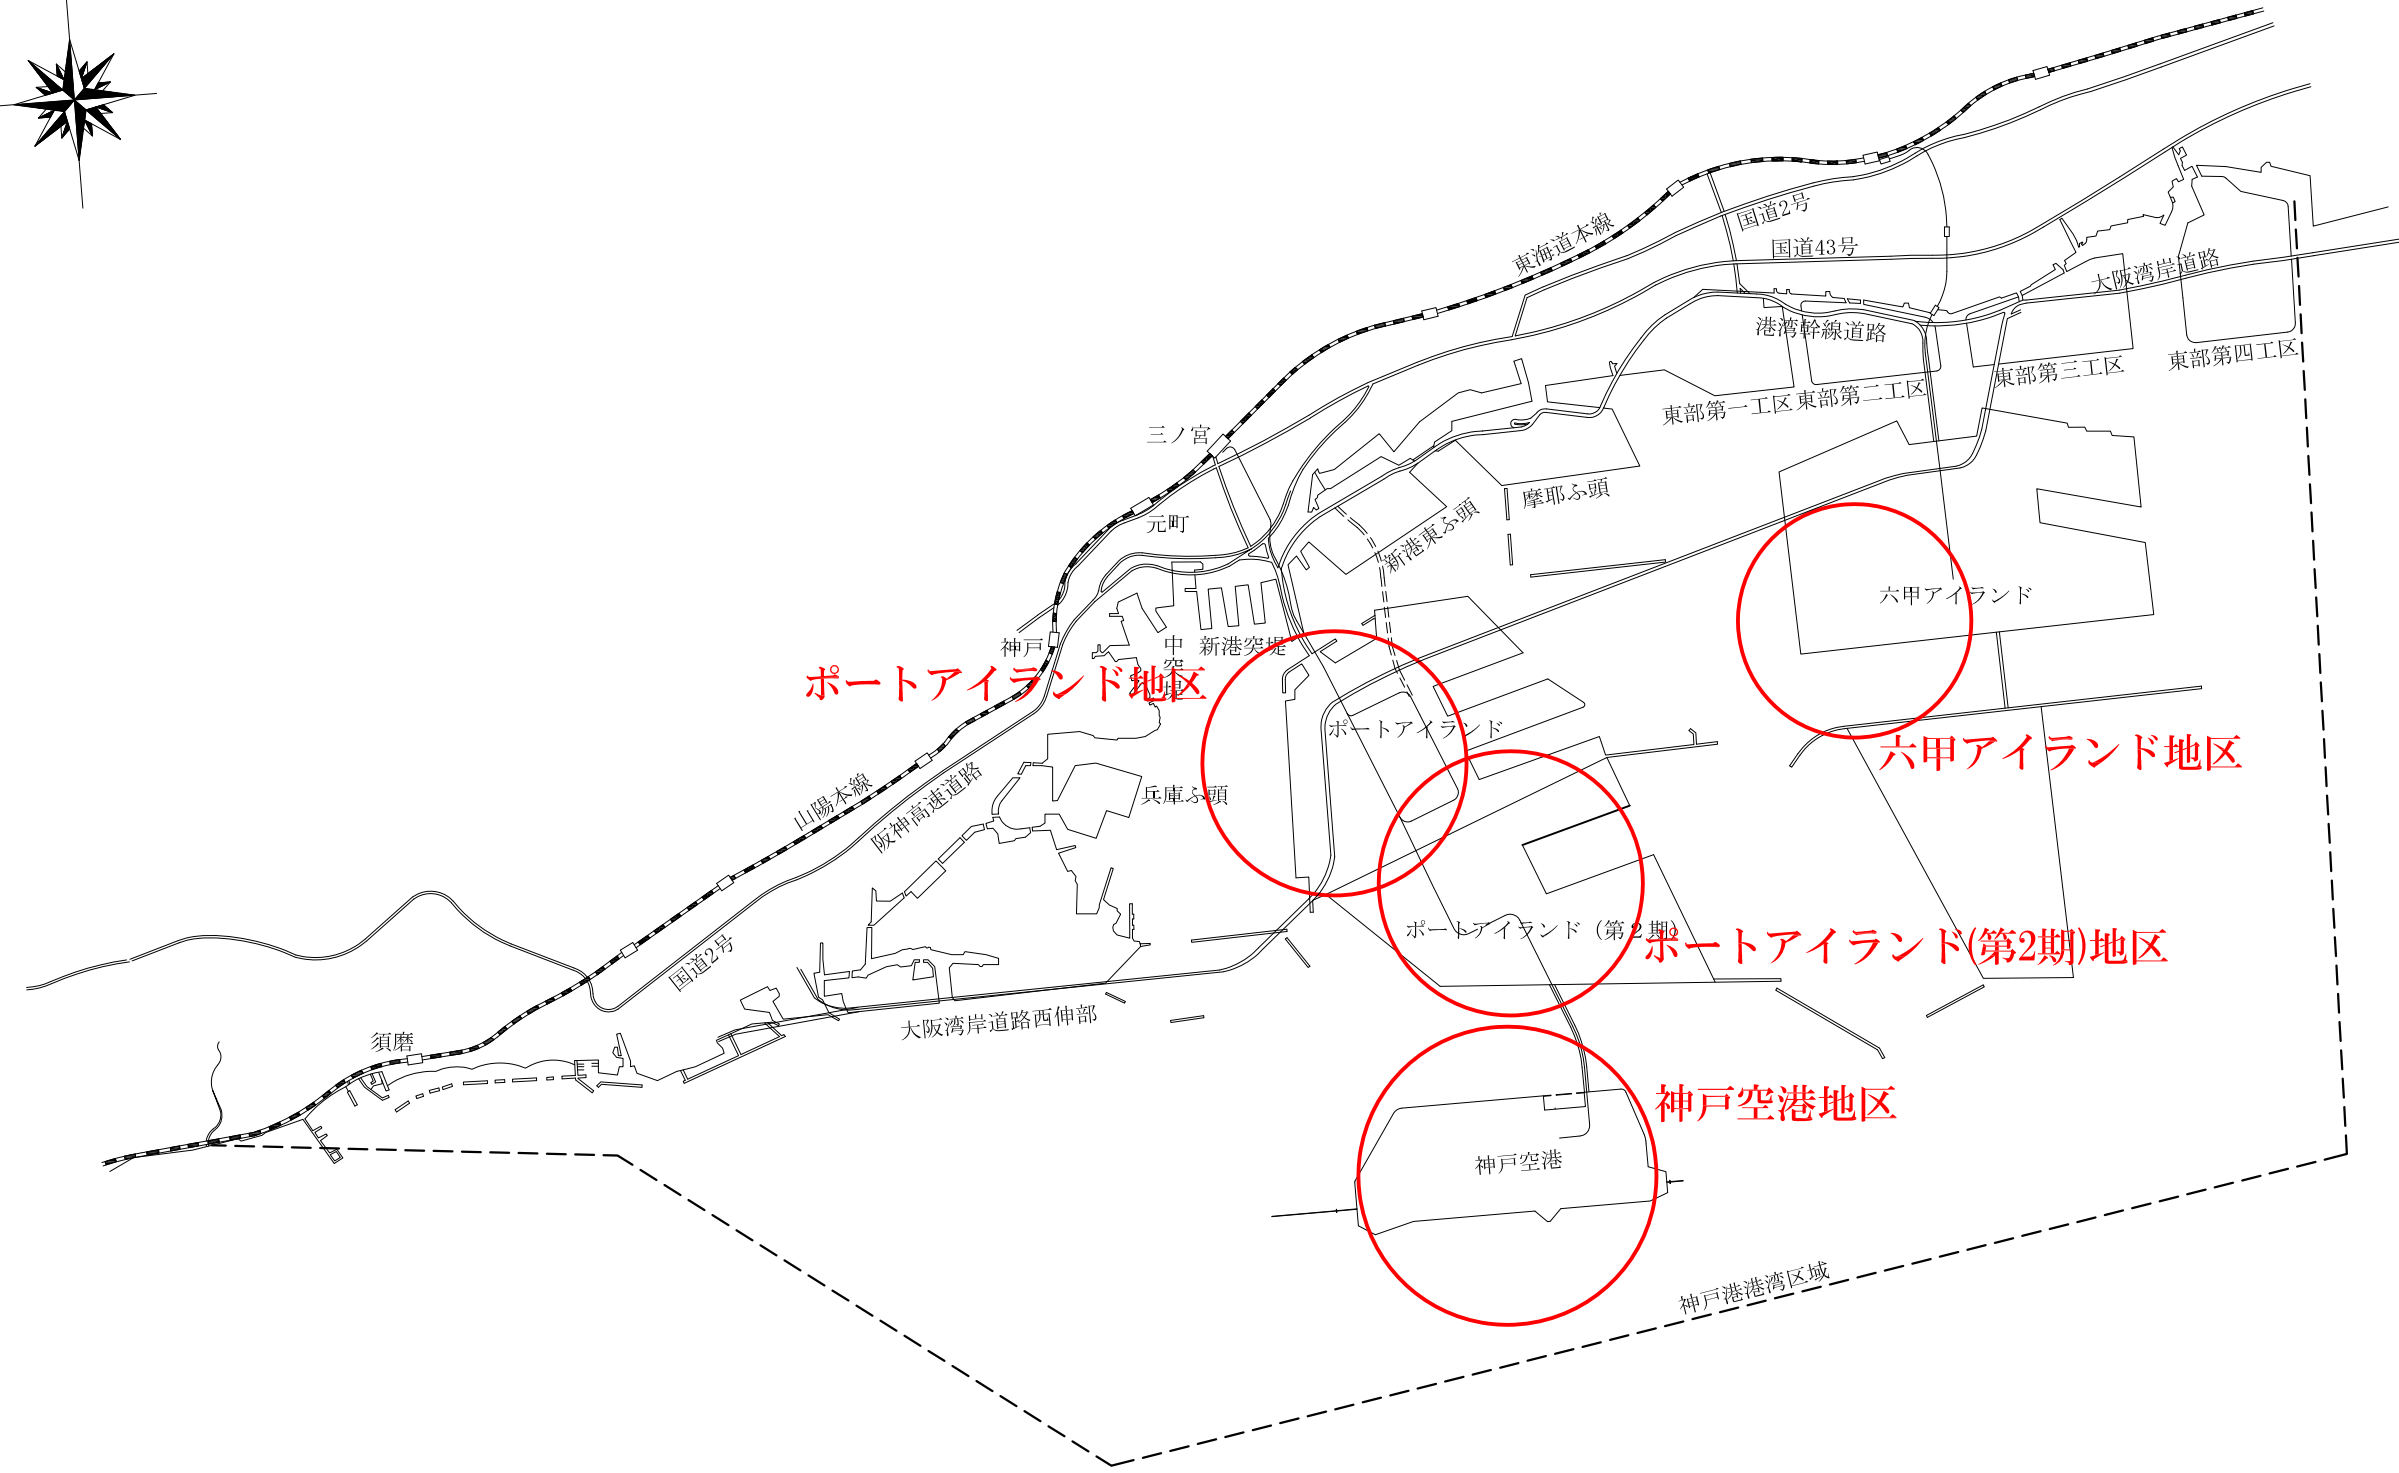 東海道本線
国道2号
国道43号
大阪湾岸道路
港湾幹線道路
東部第一工区
東部第二工区
東部第三工区
東部第四工区
三ノ宮
元町
摩耶ふ頭
新港東ふ頭
六甲アイランド
神戸
中突堤
新港突堤
ポートアイランド地区
ポートアイランド
六甲アイランド地区
山陽本線
阪神高速道路
兵庫ふ頭
国道2号
ポートアイランド（第２期）
ポートアイランド(第2期)地区
大阪湾岸道路西伸部
須磨
神戸空港地区
神戸空港
神戸港港湾区域